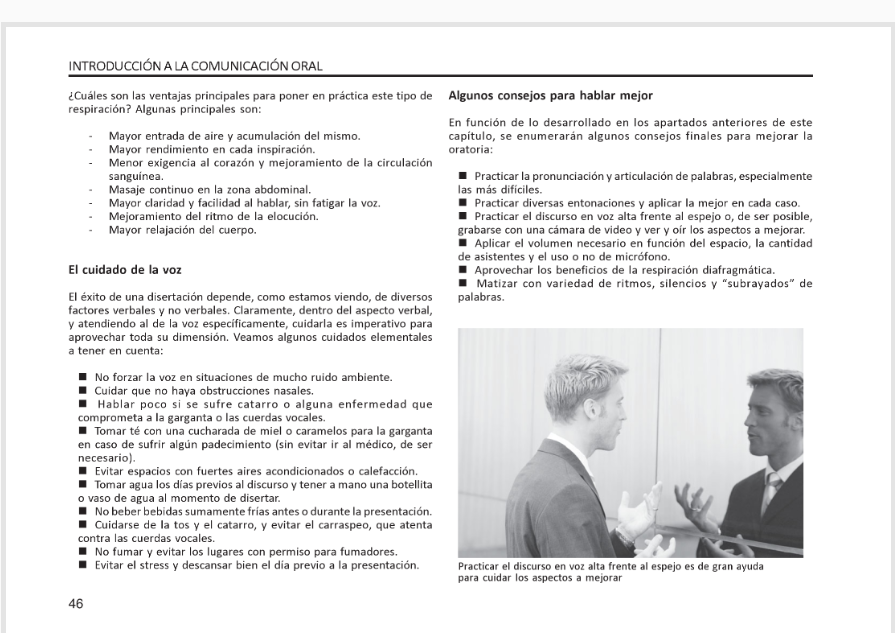 INTRODUCCIÓN A LA COMUNICACIÓN ORAL
¿Cuáles son las ventajas principales para poner en práctica este tipo de
respiración? Algunas principales son:
- Mayor entrada de aire y acumulación del mismo.
- Mayor rendimiento en cada inspiración.
- Menor exigencia al corazón y mejoramiento de la circulación
sanguínea.
- Masaje continuo en la zona abdominal.
- Mayor claridad y facilidad al hablar, sin fatigar la voz.
- Mejoramiento del ritmo de la elocución.
- Mayor relajación del cuerpo.
El cuidado de la voz
El éxito de una disertación depende, como estamos viendo, de diversos
factores verbales y no verbales. Claramente, dentro del aspecto verbal,
y atendiendo al de la voz específicamente, cuidarla es imperativo para
aprovechar toda su dimensión. Veamos algunos cuidados elementales
a tener en cuenta:
■ No forzar la voz en situaciones de mucho ruido ambiente.
■ Cuidar que no haya obstrucciones nasales.
■ Hablar poco si se sufre catarro o alguna enfermedad que
comprometa a la garganta o las cuerdas vocales.
■ Tomar té con una cucharada de miel o caramelos para la garganta
en caso de sufrir algún padecimiento (sin evitar ir al médico, de ser
necesario).
■ Evitar espacios con fuertes aires acondicionados o calefacción.
■ Tomar agua los días previos al discurso y tener a mano una botellita
o vaso de agua al momento de disertar.
■ No beber bebidas sumamente frías antes o durante la presentación.
■ Cuidarse de la tos y el catarro, y evitar el carraspeo, que atenta
contra las cuerdas vocales.
■ No fumar y evitar los lugares con permiso para fumadores.
■ Evitar el stress y descansar bien el día previo a la presentación.
Algunos consejos para hablar mejor
En función de lo desarrollado en los apartados anteriores de este
capítulo, se enumerarán algunos consejos finales para mejorar la
oratoria:
■ Practicar la pronunciación y articulación de palabras, especialmente
las más difíciles.
■ Practicar diversas entonaciones y aplicar la mejor en cada caso.
■ Practicar el discurso en voz alta frente al espejo o, de ser posible,
grabarse con una cámara de video y ver y oír los aspectos a mejorar.
■ Aplicar el volumen necesario en función del espacio, la cantidad
de asistentes y el uso o no de micrófono.
■ Aprovechar los beneficios de la respiración diafragmática.
■ Matizar con variedad de ritmos, silencios y “subrayados” de
palabras.
Practicar el discurso en voz alta frente al espejo es de gran ayuda
para cuidar los aspectos a mejorar
46